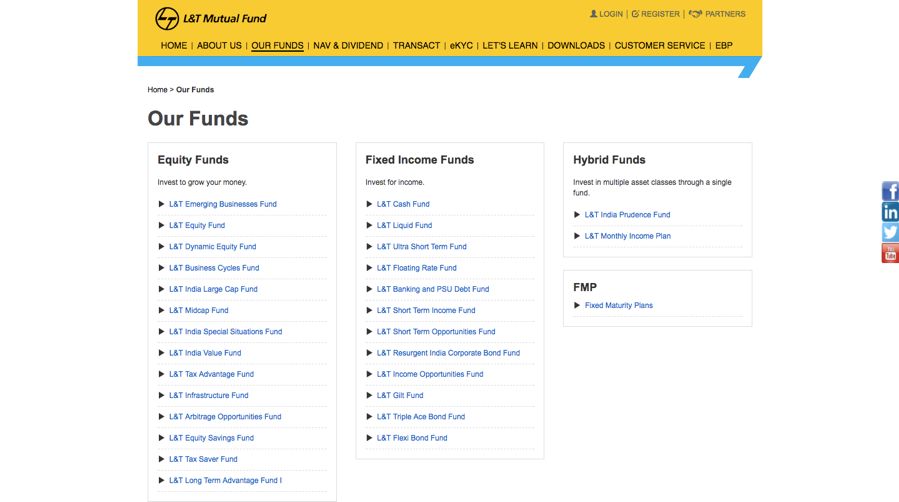 L&T Mutual Fund
LOGIN | REGISTER | PARTNERS
HOME | ABOUT US | OUR FUNDS | NAV & DIVIDEND | TRANSACT | eKYC | LET'S LEARN | DOWNLOADS | CUSTOMER SERVICE | EBP
Home > Our Funds
Our Funds
Equity Funds
Invest to grow your money.
L&T Emerging Businesses Fund
L&T Equity Fund
L&T Dynamic Equity Fund
L&T Business Cycles Fund
L&T India Large Cap Fund
L&T Midcap Fund
L&T India Special Situations Fund
L&T India Value Fund
L&T Tax Advantage Fund
L&T Infrastructure Fund
L&T Arbitrage Opportunities Fund
L&T Equity Savings Fund
L&T Tax Saver Fund
L&T Long Term Advantage Fund I
Fixed Income Funds
Invest for income.
L&T Cash Fund
L&T Liquid Fund
L&T Ultra Short Term Fund
L&T Floating Rate Fund
L&T Banking and PSU Debt Fund
L&T Short Term Income Fund
L&T Short Term Opportunities Fund
L&T Resurgent India Corporate Bond Fund
L&T Income Opportunities Fund
L&T Gilt Fund
L&T Triple Ace Bond Fund
L&T Flexi Bond Fund
Hybrid Funds
Invest in multiple asset classes through a single
fund.
L&T India Prudence Fund
L&T Monthly Income Plan
FMP
Fixed Maturity Plans
f
in
You
Tube